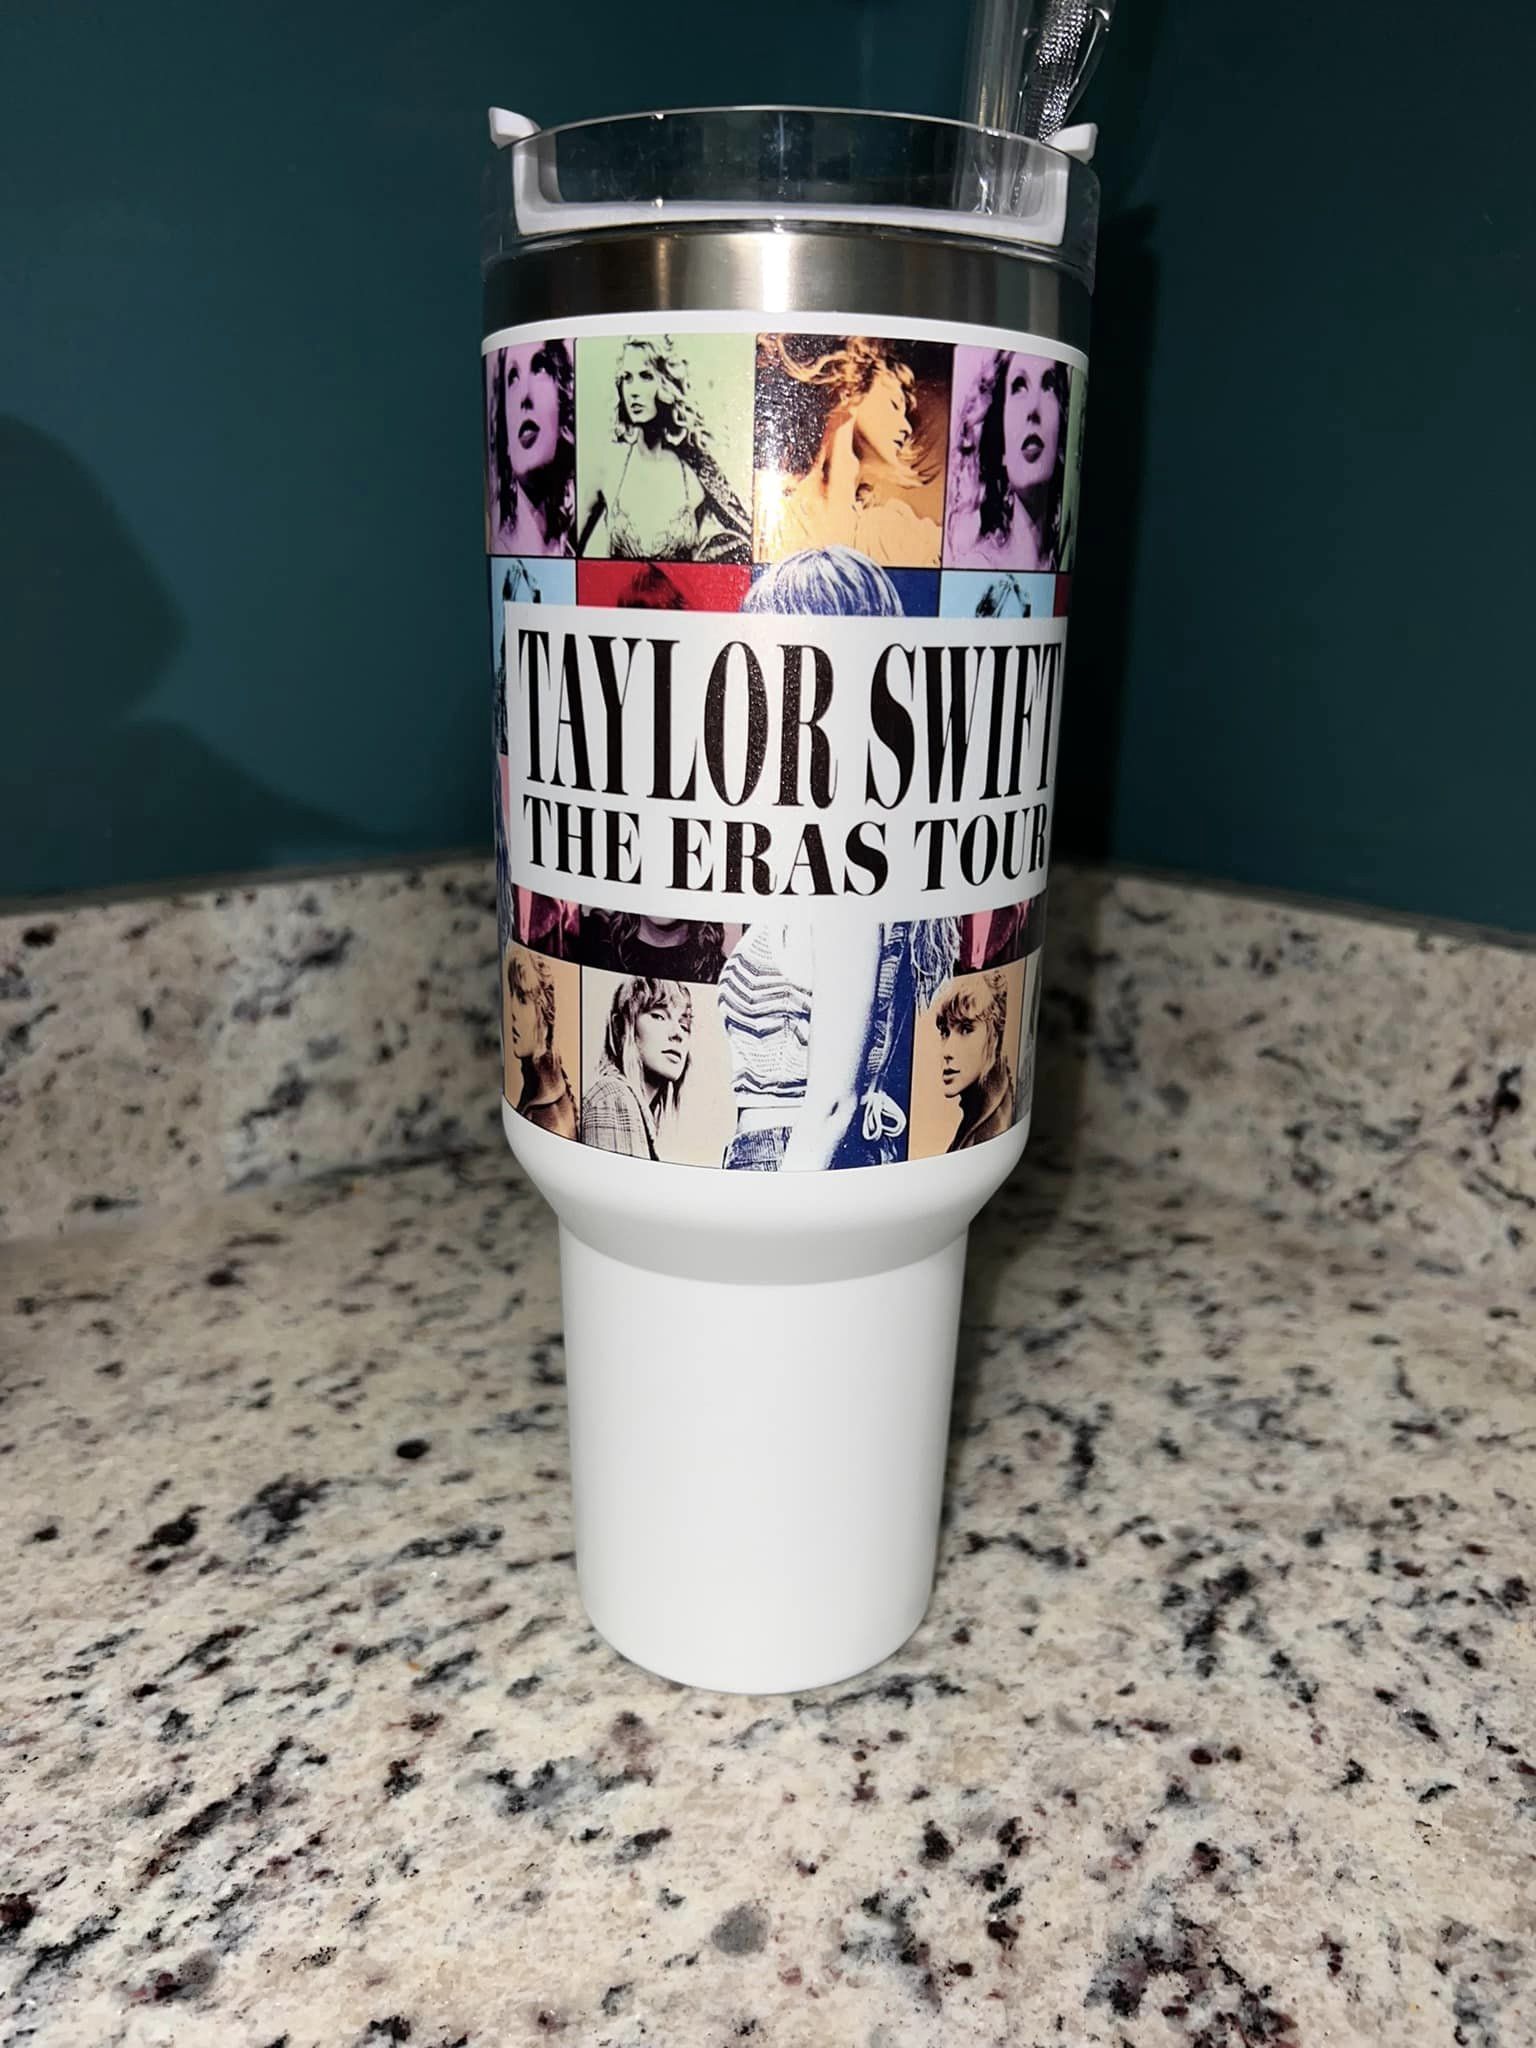 TAYLOR SWIFT
THE ERAS TOUR